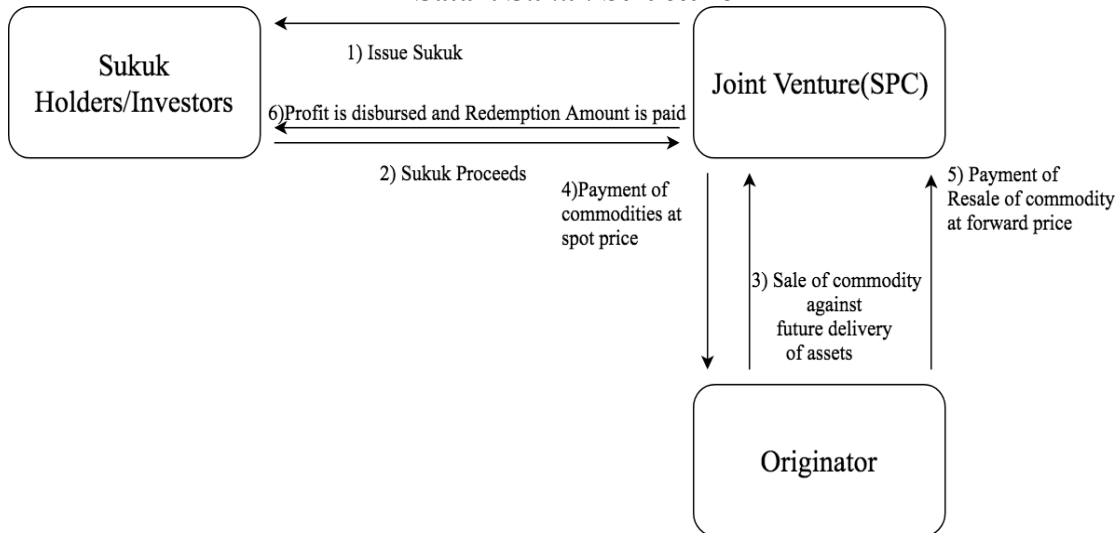 1) Issue Sukuk
Sukuk
Holders/Investors
Joint Venture(SPC)
6)Profit is disbursed and Redemption Amount is paid
2) Sukuk Proceeds
4)Payment of
commodities at
spot price
5) Payment of
Resale of commodity
at forward price
3) Sale of commodity
against
future delivery
of assets
Originator